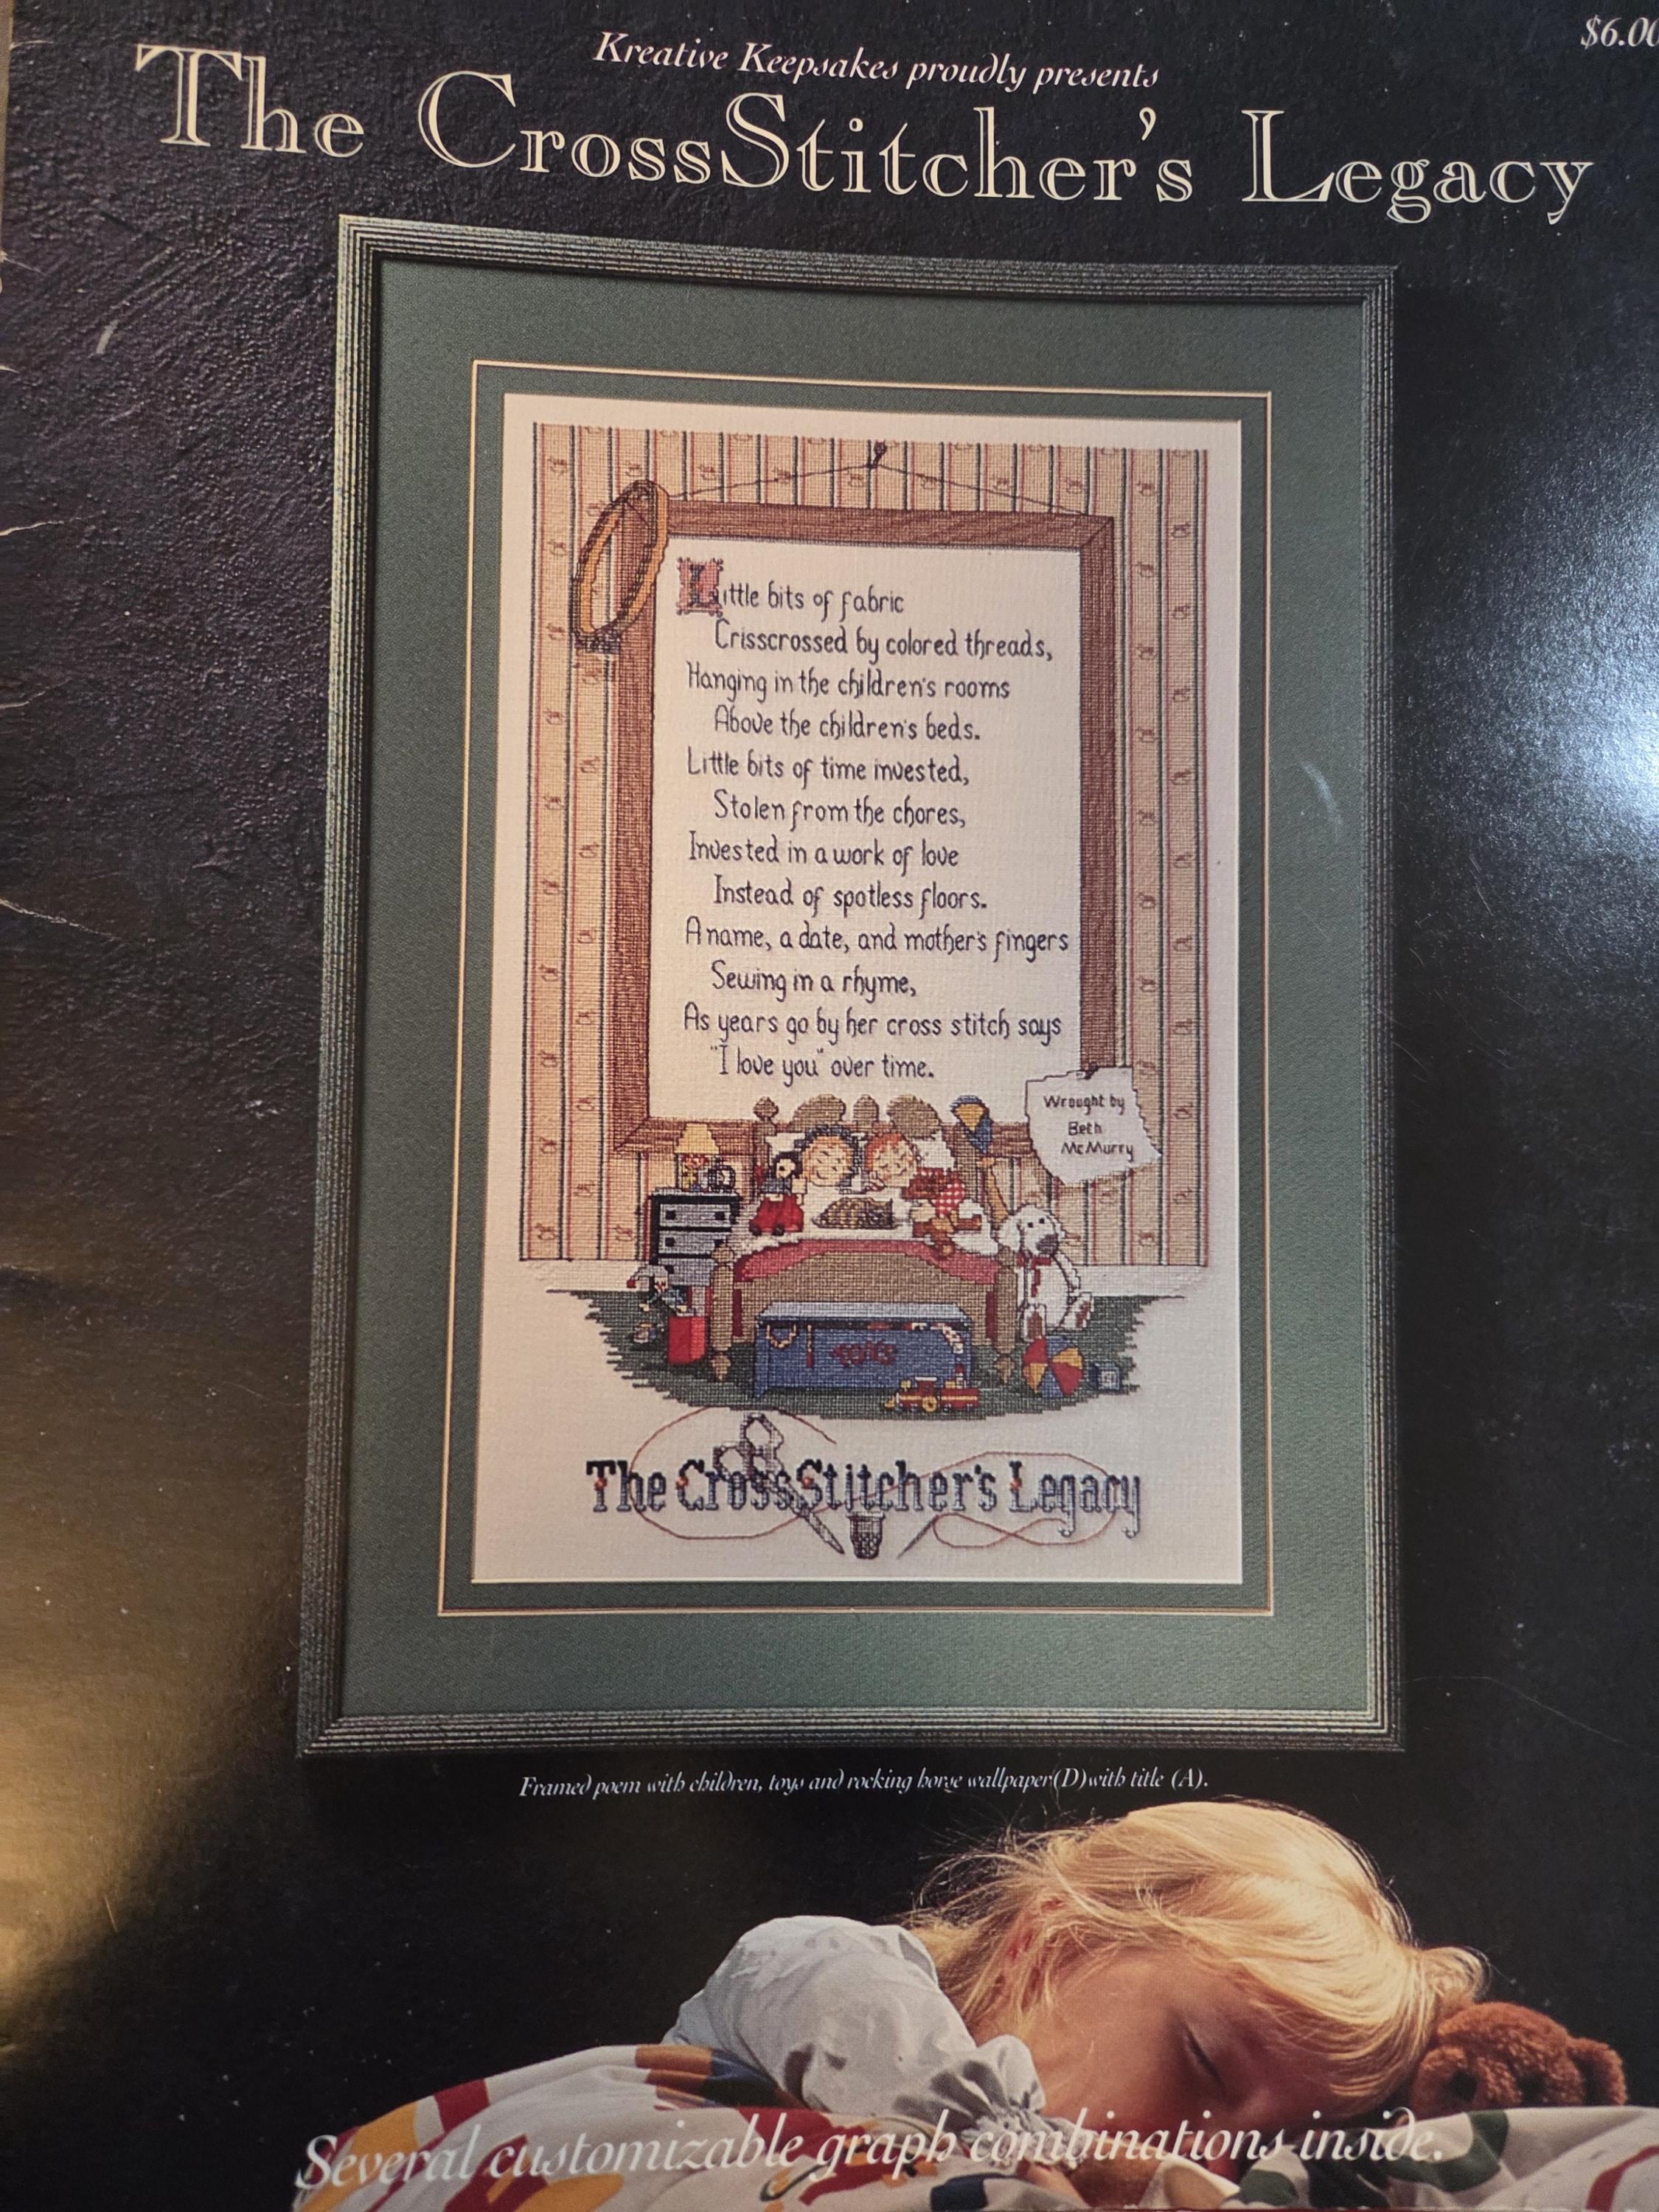 $6.00
Kreative Keepsakes proudly presents
The CrossStitcher's Legacy
Little bits of fabric
Crisscrossed by colored threads,
Hanging in the children's rooms
Above the children's beds.
Little bits of time invested,
Stolen from the chores,
Invested in a work of love
Instead of spotless floors.
A name, a date, and mother's fingers
Sewing in a rhyme,
As years go by her cross stitch says
"I love you" over time.
Wrought by
Beth
McMurry
The CrossStitcher's Legacy
Framed poem with children, toys and rocking horse wallpaper(D)with title (A).
Several customizable graph combinations inside.